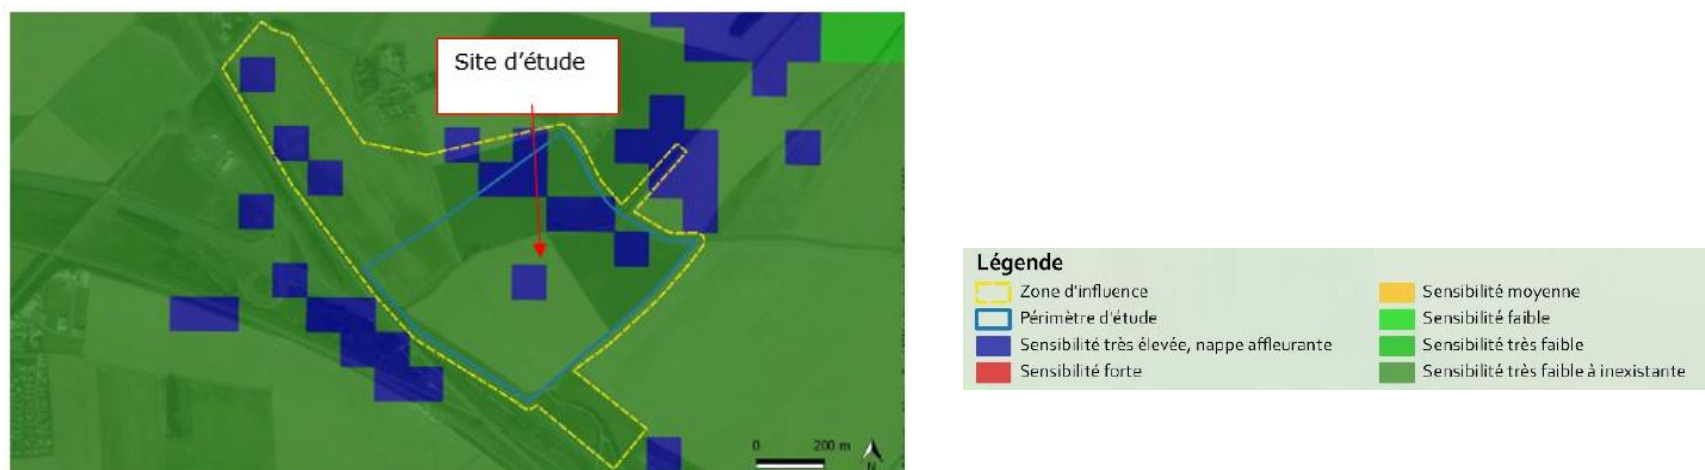 Site d'étude
0 200 m
N
Légende
Zone d'influence
Périmètre d'étude
Sensibilité très élevée, nappe affleurante
Sensibilité forte
Sensibilité moyenne
Sensibilité faible
Sensibilité très faible
Sensibilité très faible à inexistante